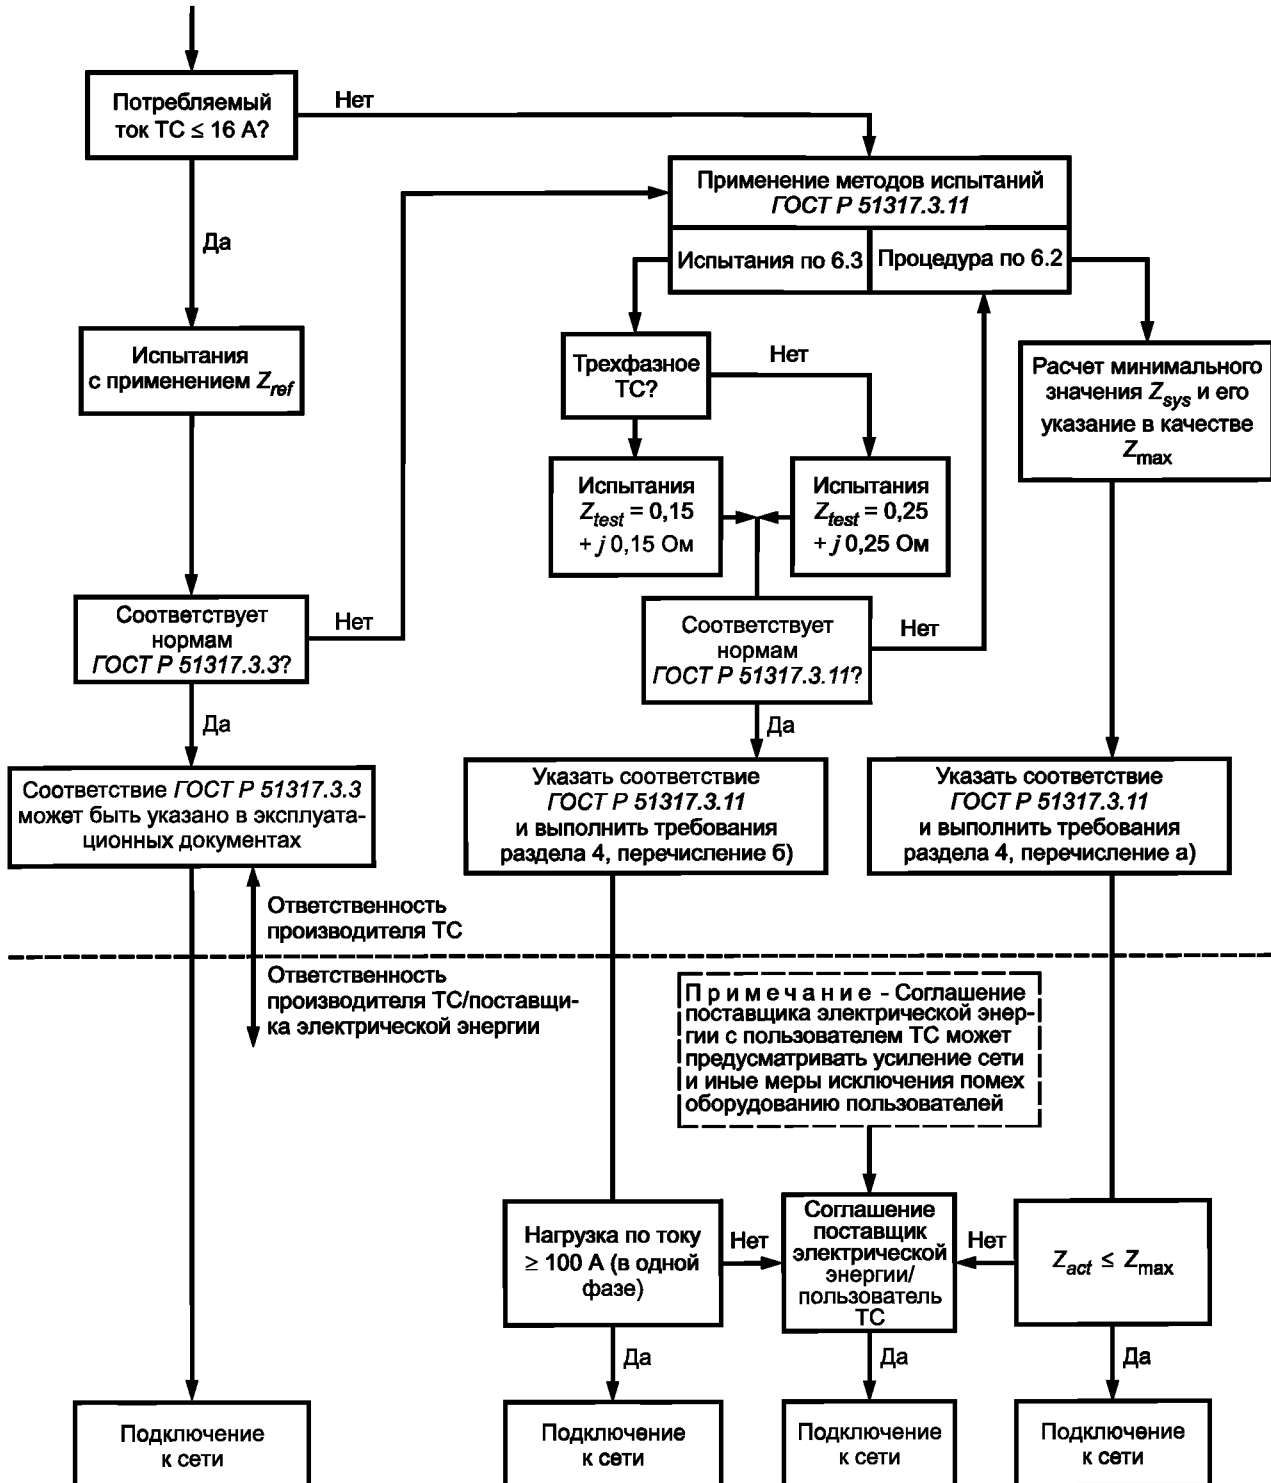 Потребляемый
ток ТС ≤ 16 А?
Нет
Да
Применение методов испытаний
ГОСТ Р 51317.3.11
Испытания по 6.3
Процедура по 6.2
Испытания
с применением Zref
Трехфазное
ТС?
Нет
Расчет минимального
значения Zsys и его
указание в качестве
Zmax
Испытания
Ztest = 0,15
+ j 0,15 Ом
Испытания
Ztest = 0,25
+ j 0,25 Ом
Соответствует
нормам
ГОСТ Р 51317.3.3?
Нет
Да
Соответствует
нормам
ГОСТ Р 51317.3.11?
Нет
Да
Соответствие ГОСТ Р 51317.3.3
может быть указано в эксплуата-
ционных документах
Указать соответствие
ГОСТ Р 51317.3.11
и выполнить требования
раздела 4, перечисление б)
Указать соответствие
ГОСТ Р 51317.3.11
и выполнить требования
раздела 4, перечисление а)
Ответственность
производителя ТС
Ответственность
производителя ТС/поставщи-
ка электрической энергии
Примечание - Соглашение
поставщика электрической энер-
гии с пользователем ТС может
предусматривать усиление сети
и иные меры исключения помех
оборудованию пользователей
Нагрузка по току
≥ 100 А (в одной
фазе)
Нет
Соглашение
поставщик
электрической
энергии/
пользователь
ТС
Нет
Zact ≤ Zmax
Да
Да
Да
Подключение
к сети
Подключение
к сети
Подключение
к сети
Подключение
к сети